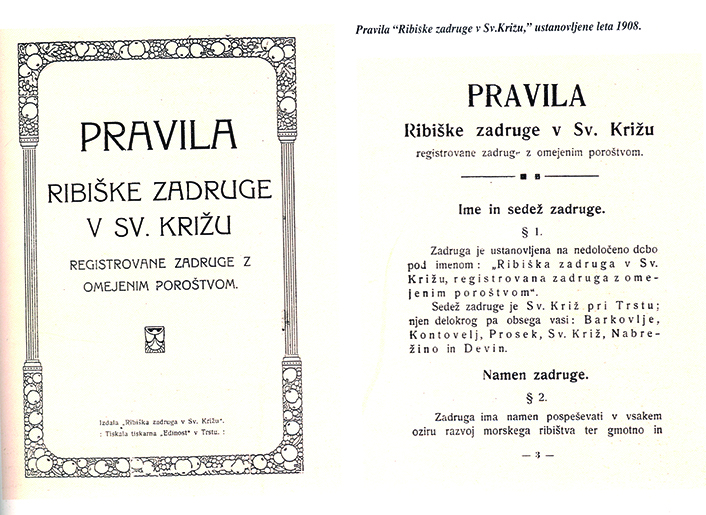 PRAVILA
RIBIŠKE ZADRUGE
V SV. KRIŽU
REGISTROVANE ZADRUGE Z
OMEJENIM POROŠTVOM.
Izdala „Ribiška zadruga v Sv. Križu".
: Tiskala tiskarna „Edinost" v Trstu. :
Pravila "Ribiške zadruge v Sv.Križu," ustanovljene leta 1908.
PRAVILA
Ribiške zadruge v Sv. Križu
registrovane zadruge z omejenim poroštvom.
Ime in sedež zadruge.
§ 1.
Zadruga je ustanovljena na nedoločeno dobo
pod imenom: „Ribiška zadruga v Sv.
Križu, registrovana zadruga z ome-
jenim poroštvom".
Sedež zadruge je Sv. Križ pri Trstu;
njen delokrog pa obsega vasi: Barkovlje,
Kontovelj, Prosek, Sv. Križ, Nabre-
žino in Devin.
Namen zadruge.
§ 2.
Zadruga ima namen pospeševati v vsakem
oziru razvoj morskega ribištva ter gmotno in
— 3 —